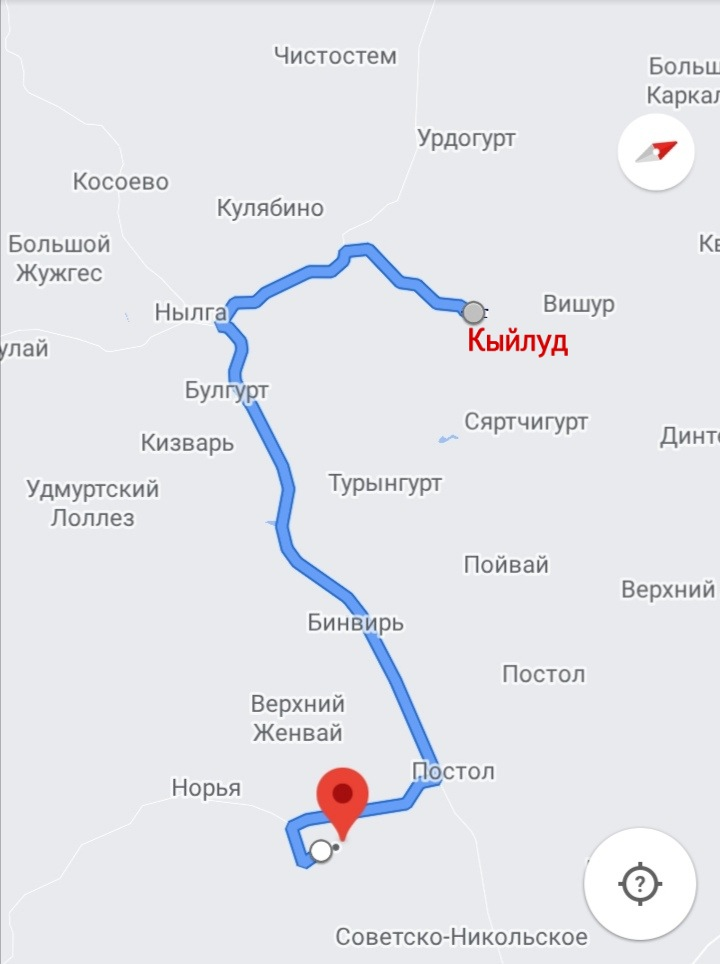 Чистостем
Больш
Каркал
Урдогурт
Косоево
Кулябино
Большой
Жужгес
Кв
Нылга
Вишур
улай
Кыйлуд
Булгурт
Сяртчигурт
Кизварь
Динте
Турынгурт
Удмуртский
Лоллез
Пойвай
Верхний
Бинвирь
Постол
Верхний
Женвай
Постол
Норья
?
Советско-Никольское